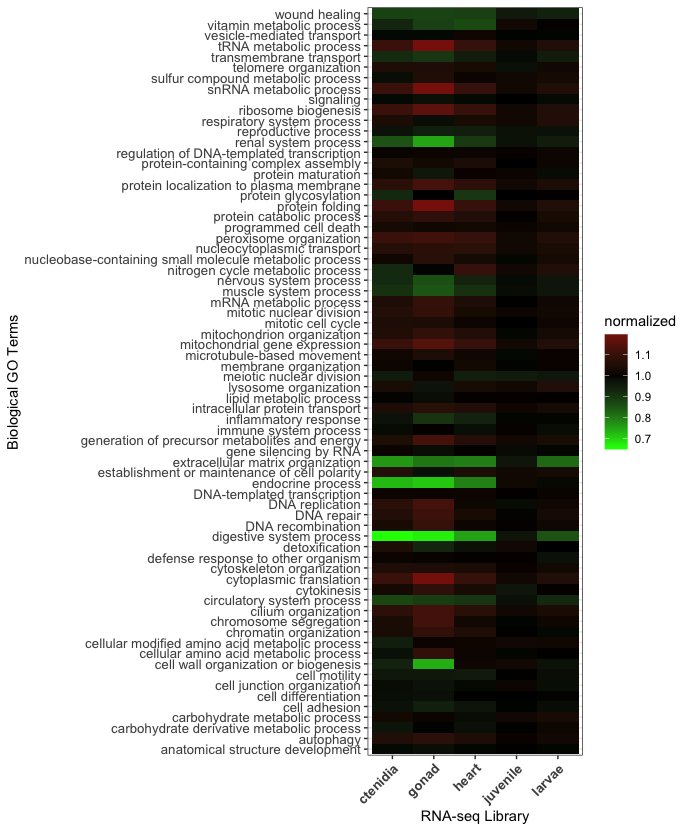 wound healing
vitamin metabolic process
vesicle-mediated transport
tRNA metabolic process
transmembrane transport
telomere organization
sulfur compound metabolic process
snRNA metabolic process
signaling
ribosome biogenesis
respiratory system process
reproductive process
renal system process
regulation of DNA-templated transcription
protein-containing complex assembly
protein maturation
protein localization to plasma membrane
protein glycosylation
protein folding
protein catabolic process
programmed cell death
peroxisome organization
nucleocytoplasmic transport
nucleobase-containing small molecule metabolic process
nitrogen cycle metabolic process
nervous system process
muscle system process
mRNA metabolic process
mitotic nuclear division
mitotic cell cycle
mitochondrion organization
mitochondrial gene expression
microtubule-based movement
membrane organization
meiotic nuclear division
lysosome organization
lipid metabolic process
intracellular protein transport
inflammatory response
immune system process
generation of precursor metabolites and energy
gene silencing by RNA
extracellular matrix organization
establishment or maintenance of cell polarity
endocrine process
DNA-templated transcription
DNA replication
DNA repair
DNA recombination
digestive system process
detoxification
defense response to other organism
cytoskeleton organization
cytoplasmic translation
cytokinesis
circulatory system process
cilium organization
chromosome segregation
chromatin organization
cellular modified amino acid metabolic process
cellular amino acid metabolic process
cell wall organization or biogenesis
cell motility
cell junction organization
cell differentiation
cell adhesion
carbohydrate metabolic process
carbohydrate derivative metabolic process
autophagy
anatomical structure development
Biological GO Terms
ctenidia
gonad
heart
juvenile
larvae
RNA-seq Library
normalized
1.1
1.0
0.9
0.8
0.7